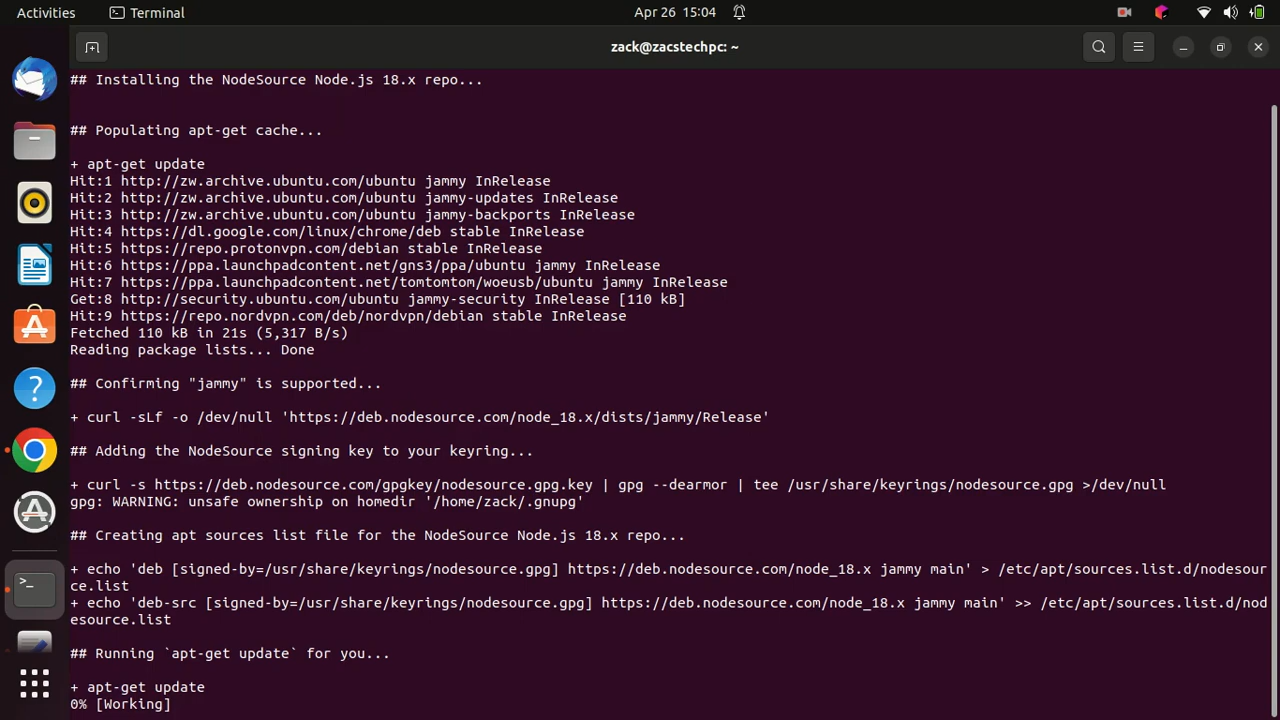 Activities
Terminal
Apr 26 15:04
zack@zacstechpc: ~
## Installing the NodeSource Node.js 18.x repo...
## Populating apt-get cache...
+ apt-get update
Hit:1 http://zw.archive.ubuntu.com/ubuntu jammy InRelease
Hit:2 http://zw.archive.ubuntu.com/ubuntu jammy-updates InRelease
Hit:3 http://zw.archive.ubuntu.com/ubuntu jammy-backports InRelease
Hit:4 https://dl.google.com/linux/chrome/deb stable InRelease
Hit:5 https://repo.protonvpn.com/debian stable InRelease
Hit:6 https://ppa.launchpadcontent.net/gns3/ppa/ubuntu jammy InRelease
Hit:7 https://ppa.launchpadcontent.net/tomtomtom/woeusb/ubuntu jammy InRelease
Get:8 http://security.ubuntu.com/ubuntu jammy-security InRelease [110 kB]
Hit:9 https://repo.nordvpn.com/deb/nordvpn/debian stable InRelease
Fetched 110 kB in 21s (5,317 B/s)
Reading package lists... Done
## Confirming "jammy" is supported...
+ curl -sLf -o /dev/null 'https://deb.nodesource.com/node_18.x/dists/jammy/Release'
## Adding the NodeSource signing key to your keyring...
+ curl -s https://deb.nodesource.com/gpgkey/nodesource.gpg.key | gpg --dearmor | tee /usr/share/keyrings/nodesource.gpg >/dev/null
gpg: WARNING: unsafe ownership on homedir '/home/zack/.gnupg'
## Creating apt sources list file for the NodeSource Node.js 18.x repo...
+ echo 'deb [signed-by=/usr/share/keyrings/nodesource.gpg] https://deb.nodesource.com/node_18.x jammy main' > /etc/apt/sources.list.d/nodesour
ce.list
+ echo 'deb-src [signed-by=/usr/share/keyrings/nodesource.gpg] https://deb.nodesource.com/node_18.x jammy main' >> /etc/apt/sources.list.d/nod
esource.list
## Running `apt-get update` for you...
+ apt-get update
0% [Working]